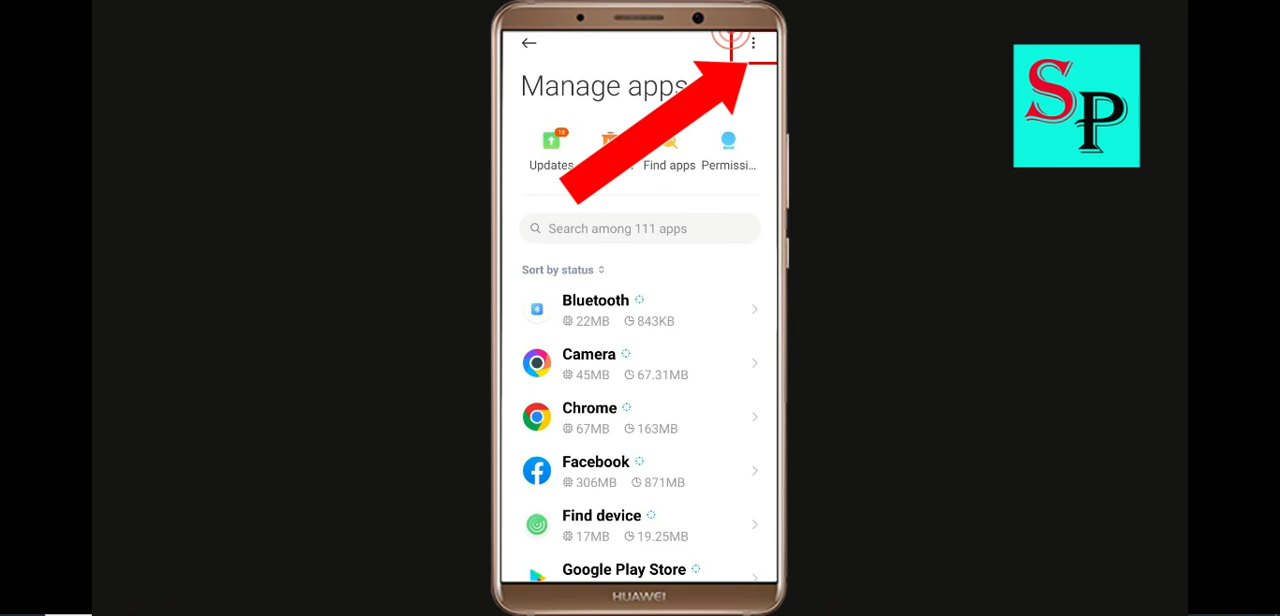 Manage apps
18
Updates
Find apps
Permissi...
Search among 111 apps
Sort by status
Bluetooth
22MB 843KB
Camera
45MB 67.31MB
Chrome
67MB 163MB
Facebook
306MB 871MB
Find device
17MB 19.25MB
Google Play Store
HUAWEI
SP